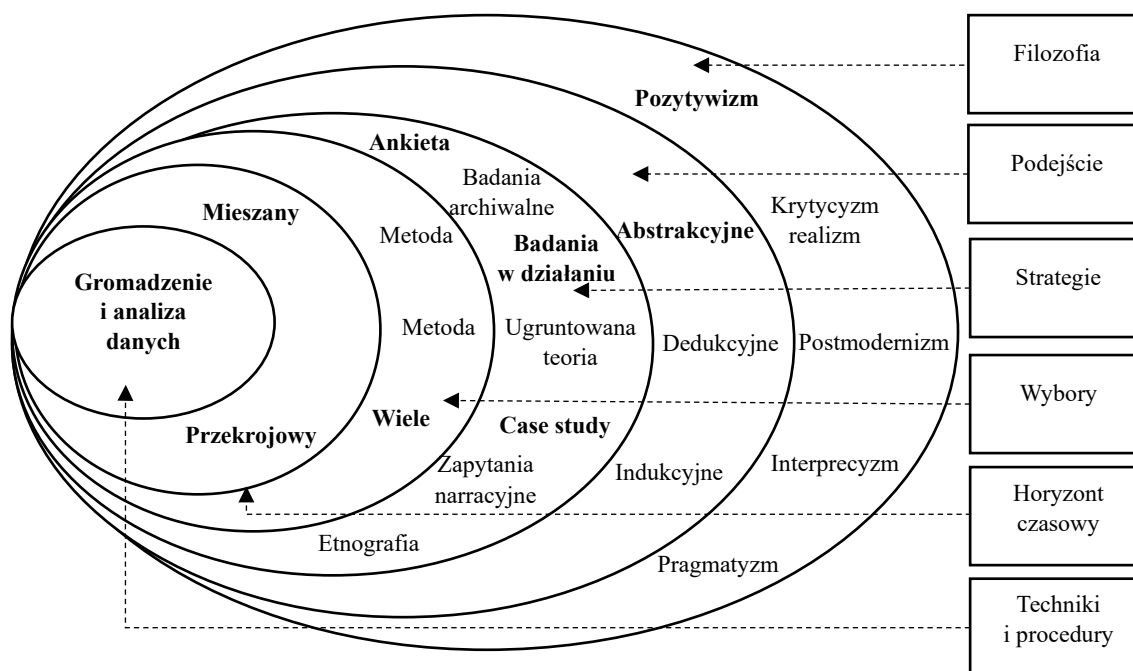 Filozofia
Pozytywizm
Ankieta
Podejście
Badania
archiwalne
Mieszany
Krytycyzm
realizm
Metoda
Abstrakcyjne
Badania
w działaniu
Gromadzenie
i analiza
danych
Strategie
Metoda
Ugruntowana
teoria
Dedukcyjne
Postmodernizm
Wybory
Wiele
Case study
Przekrojowy
Zapytania
narracyjne
Indukcyjne
Interprecyzm
Horyzont
czasowy
Etnografia
Pragmatyzm
Techniki
i procedury